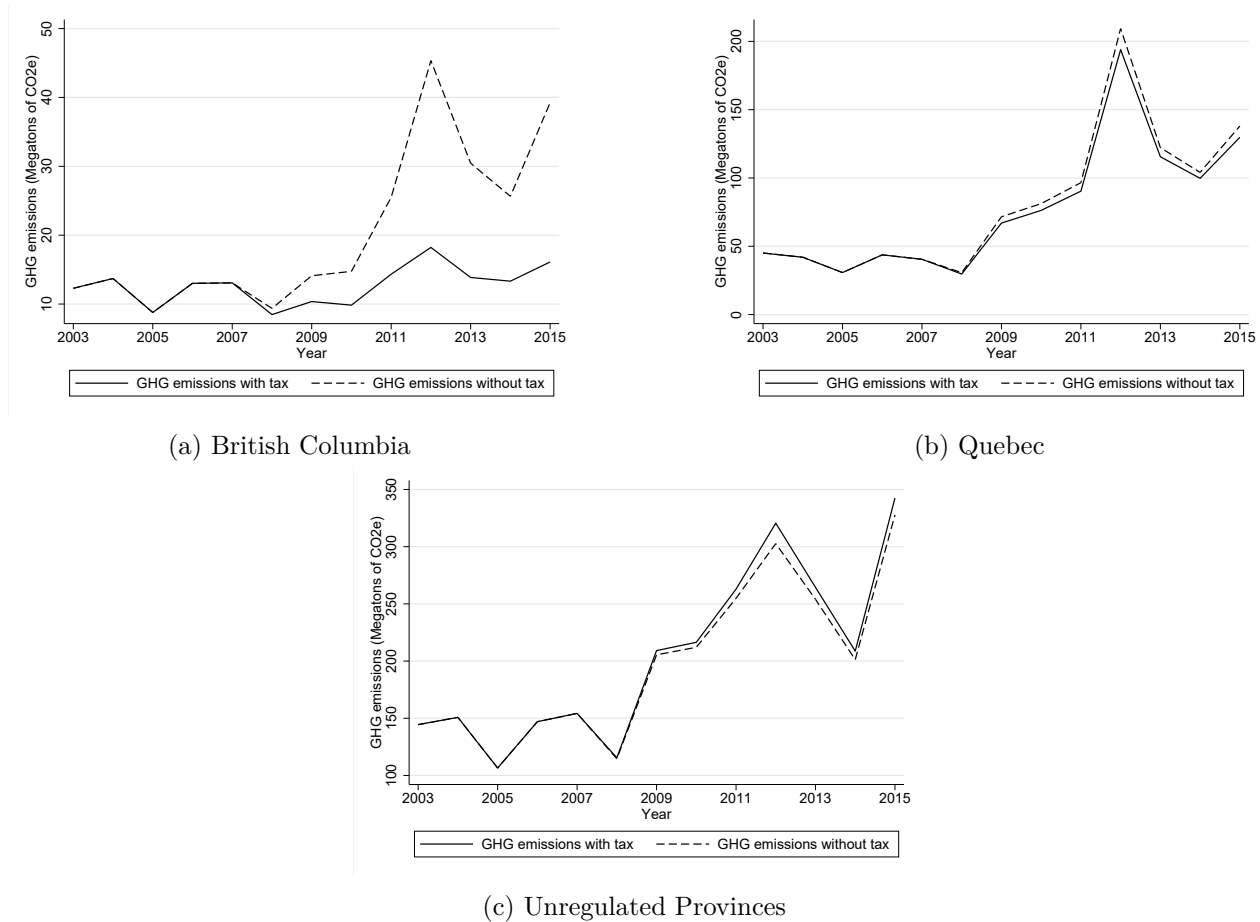 GHG emissions (Megatons of CO2e)
50
40
30
20
10
2003 2005 2007 2009 2011 2013 2015
Year
GHG emissions with tax GHG emissions without tax
(a) British Columbia
GHG emissions (Megatons of CO2e)
200
150
100
50
0
2003 2005 2007 2009 2011 2013 2015
Year
GHG emissions with tax GHG emissions without tax
(b) Quebec
GHG emissions (Megatons of CO2e)
350
300
250
200
150
100
2003 2005 2007 2009 2011 2013 2015
Year
GHG emissions with tax GHG emissions without tax
(c) Unregulated Provinces